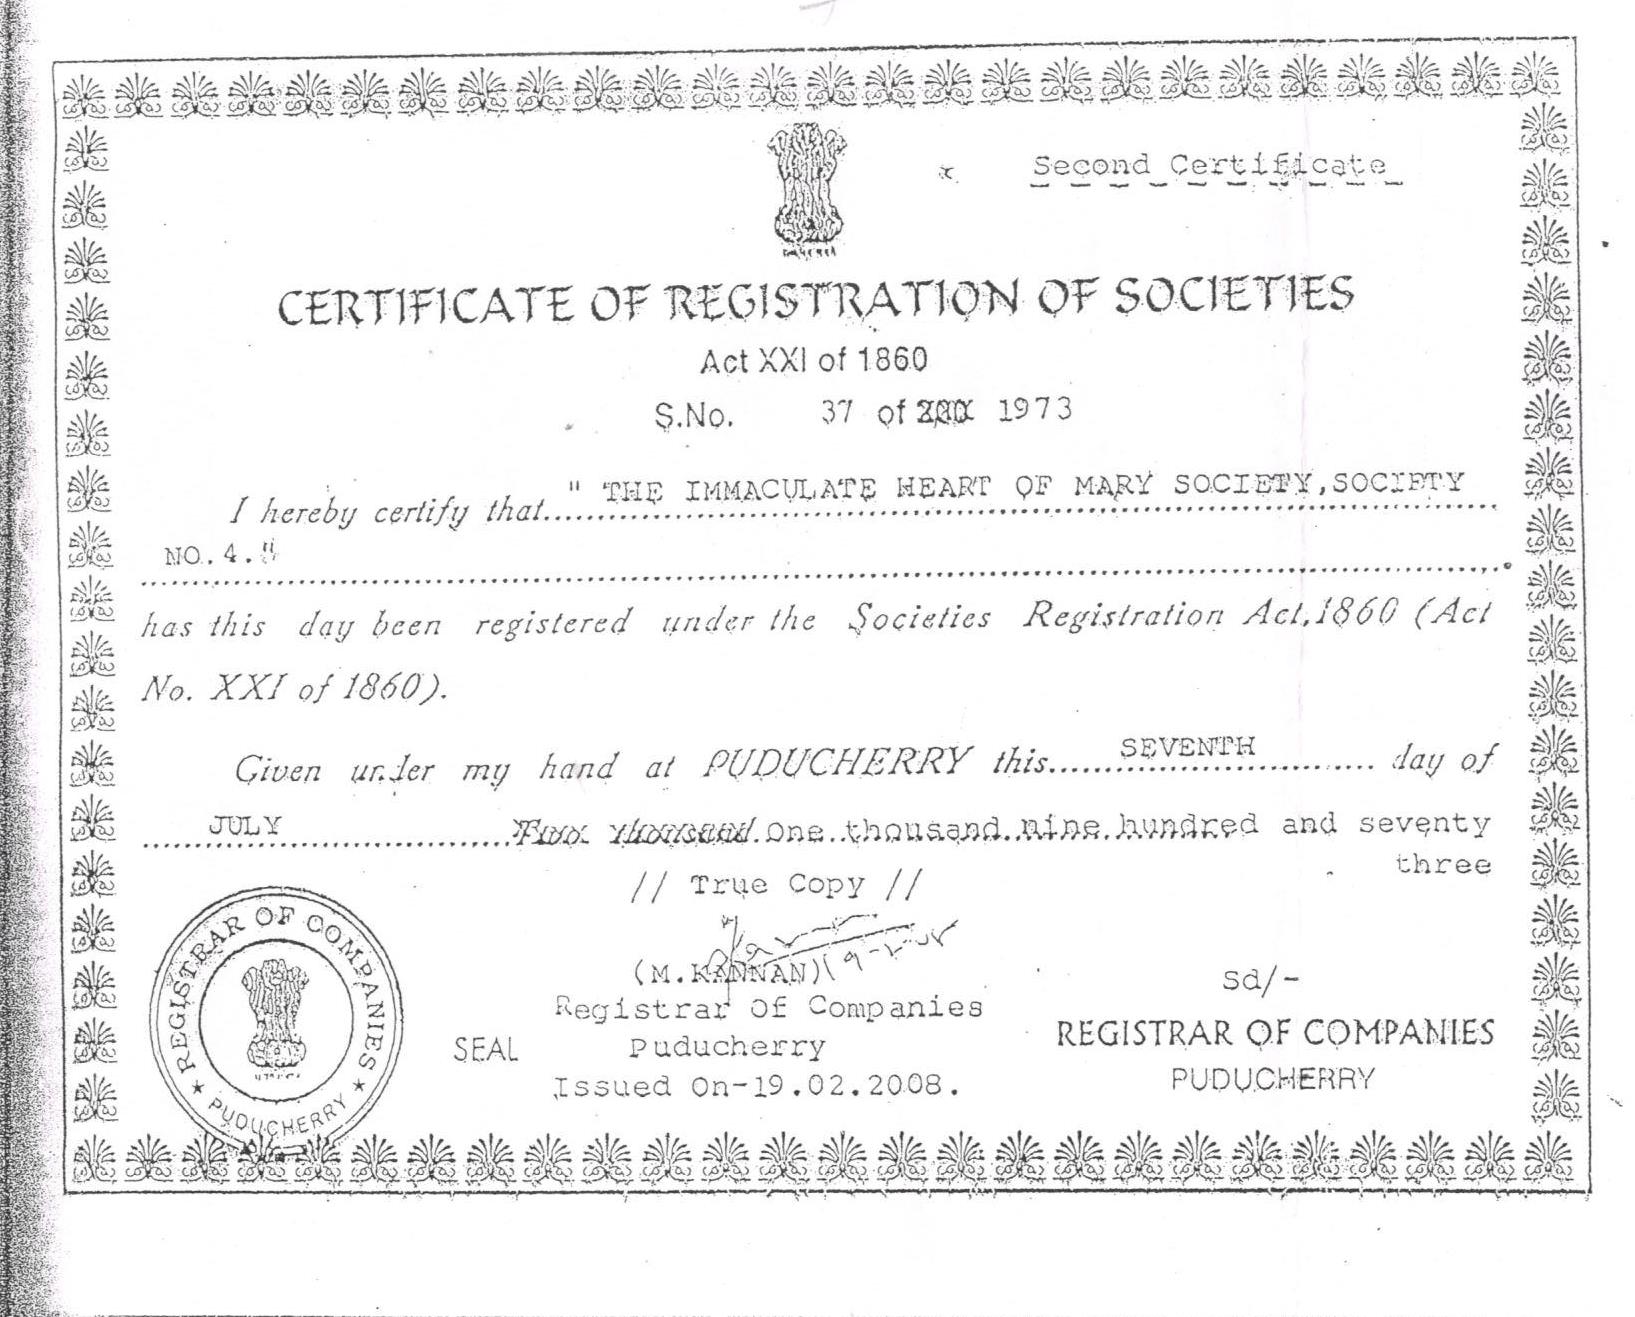 Second Certificate
CERTIFICATE OF REGISTRATION OF SOCIETIES
Act XXI of 1860
S.No. 37 of 1973
I hereby certify that " THE IMMACULATE HEART OF MARY SOCIETY,SOCIETY
NO.4."
has this day been registered under the Societies Registration Act,1860 (Act
No. XXI of 1860).
Given under my hand at PUDUCHERRY this SEVENTH day of
JULY Two thousand One thousand nine hundred and seventy
three
// True Copy //
(M.KANNAN)
Registrar Of Companies
Puducherry
Issued On-19.02.2008.
SEAL
REGISTRAR OF COMPANIES
★ PUDUCHERRY ★
Sd/-
REGISTRAR OF COMPANIES
PUDUCHERRY